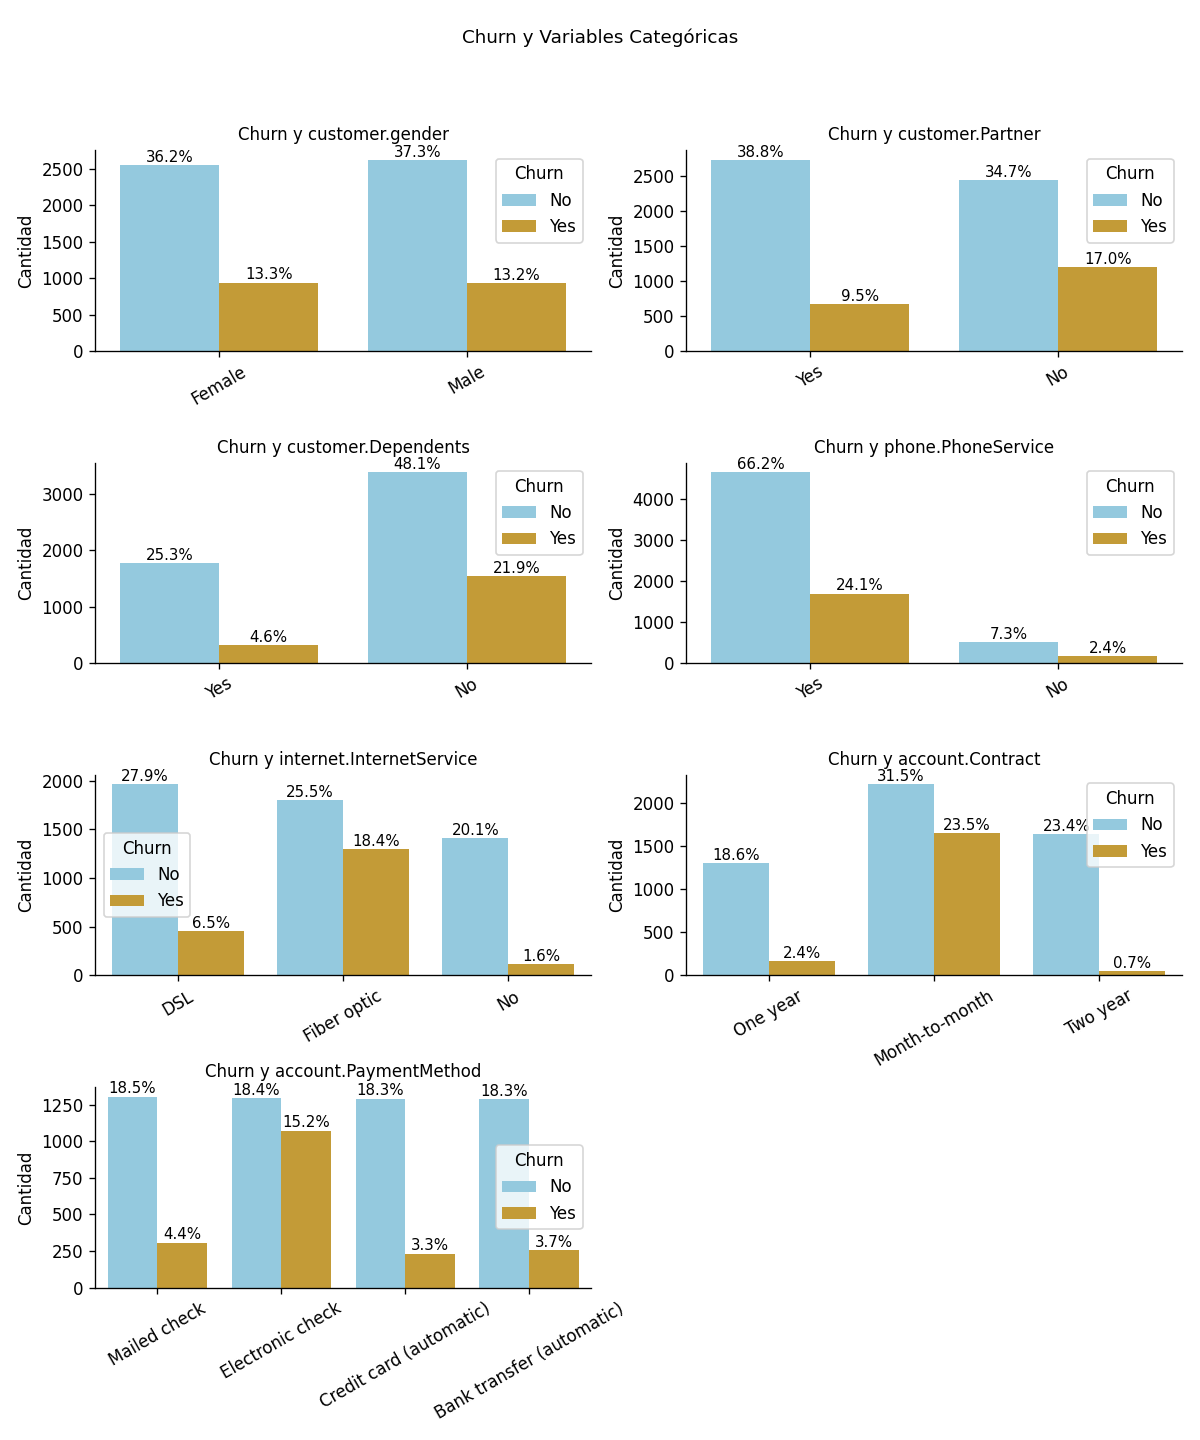 Churn y Variables Categóricas
Churn y customer.gender
Cantidad
2500
2000
1500
1000
500
0
36.2%
13.3%
37.3%
13.2%
Churn
No
Yes
Female
Male
Churn y customer.Partner
Cantidad
2500
2000
1500
1000
500
0
38.8%
9.5%
34.7%
17.0%
Churn
No
Yes
Yes
No
Churn y customer.Dependents
Cantidad
3000
2000
1000
0
25.3%
4.6%
48.1%
21.9%
Churn
No
Yes
Yes
No
Churn y phone.PhoneService
Cantidad
4000
3000
2000
1000
0
66.2%
24.1%
7.3%
2.4%
Churn
No
Yes
Yes
No
Churn y internet.InternetService
Cantidad
2000
1500
1000
500
0
27.9%
6.5%
25.5%
18.4%
20.1%
1.6%
Churn
No
Yes
DSL
Fiber optic
No
Churn y account.Contract
Cantidad
2000
1500
1000
500
0
18.6%
2.4%
31.5%
23.5%
23.4%
0.7%
Churn
No
Yes
One year
Month-to-month
Two year
Churn y account.PaymentMethod
Cantidad
1250
1000
750
500
250
0
18.5%
4.4%
18.4%
15.2%
18.3%
3.3%
18.3%
3.7%
Churn
No
Yes
Mailed check
Electronic check
Credit card (automatic)
Bank transfer (automatic)